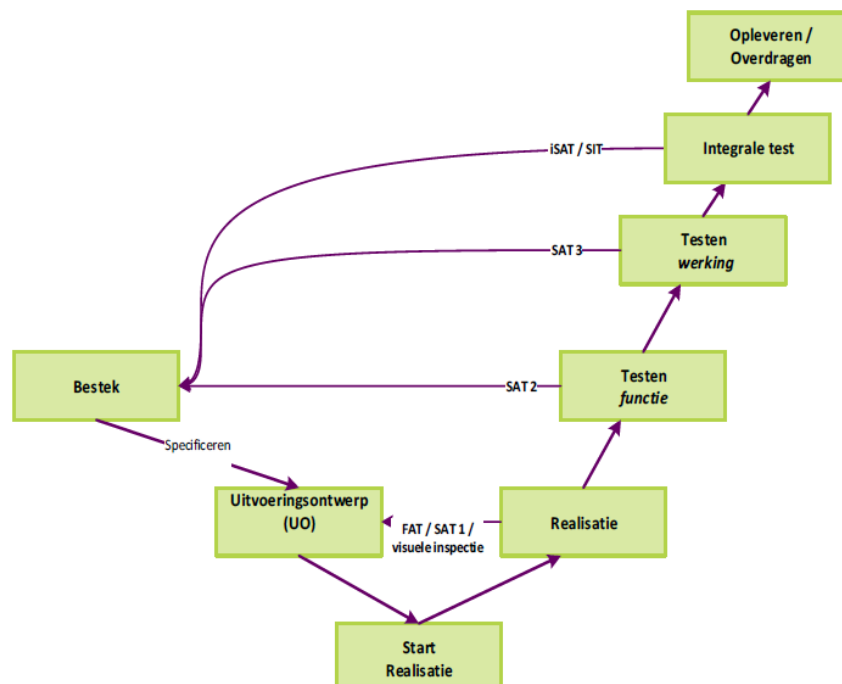 Opleveren /
Overdragen
iSAT / SIT
Integrale test
SAT 3
Testen
werking
Bestek
SAT 2
Testen
functie
Specificeren
Uitvoeringsontwerp
(UO)
FAT / SAT 1 /
visuele inspectie
Realisatie
Start
Realisatie